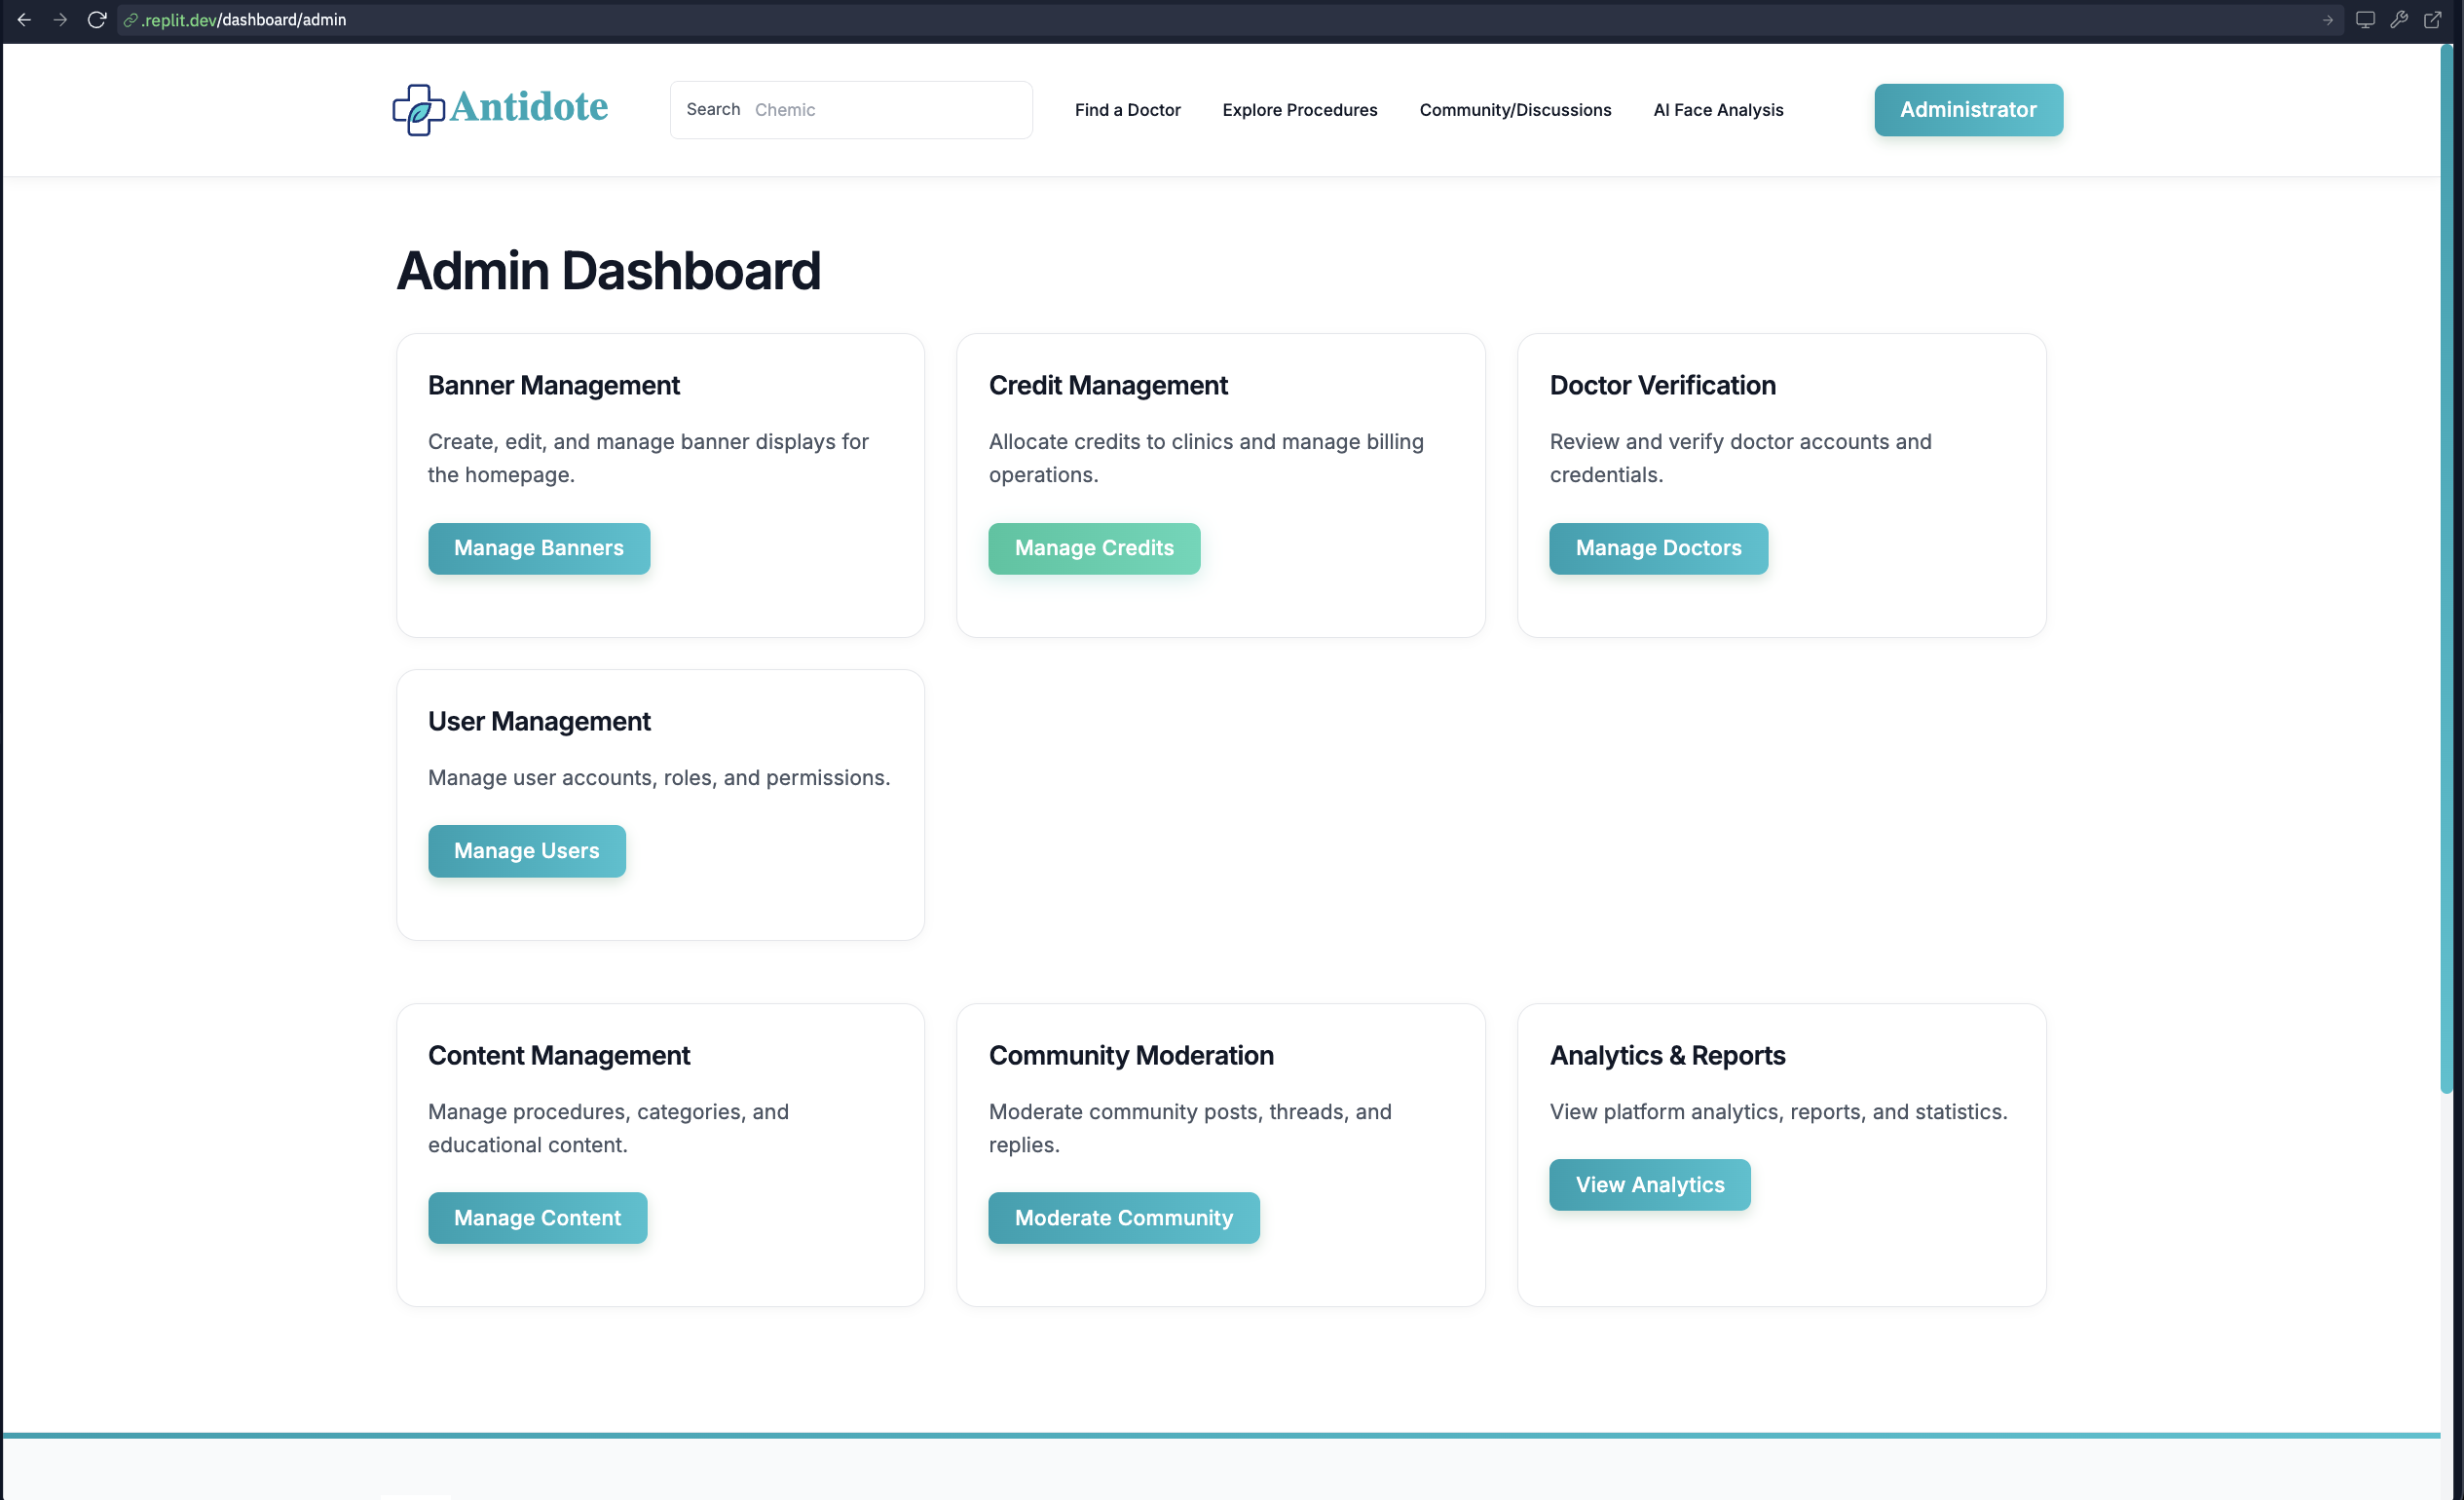 .replit.dev/dashboard/admin
Antidote
Search Chemic
Find a Doctor
Explore Procedures
Community/Discussions
AI Face Analysis
Administrator
Admin Dashboard
Banner Management
Create, edit, and manage banner displays for
the homepage.
Manage Banners
Credit Management
Allocate credits to clinics and manage billing
operations.
Manage Credits
Doctor Verification
Review and verify doctor accounts and
credentials.
Manage Doctors
User Management
Manage user accounts, roles, and permissions.
Manage Users
Content Management
Manage procedures, categories, and
educational content.
Manage Content
Community Moderation
Moderate community posts, threads, and
replies.
Moderate Community
Analytics & Reports
View platform analytics, reports, and statistics.
View Analytics